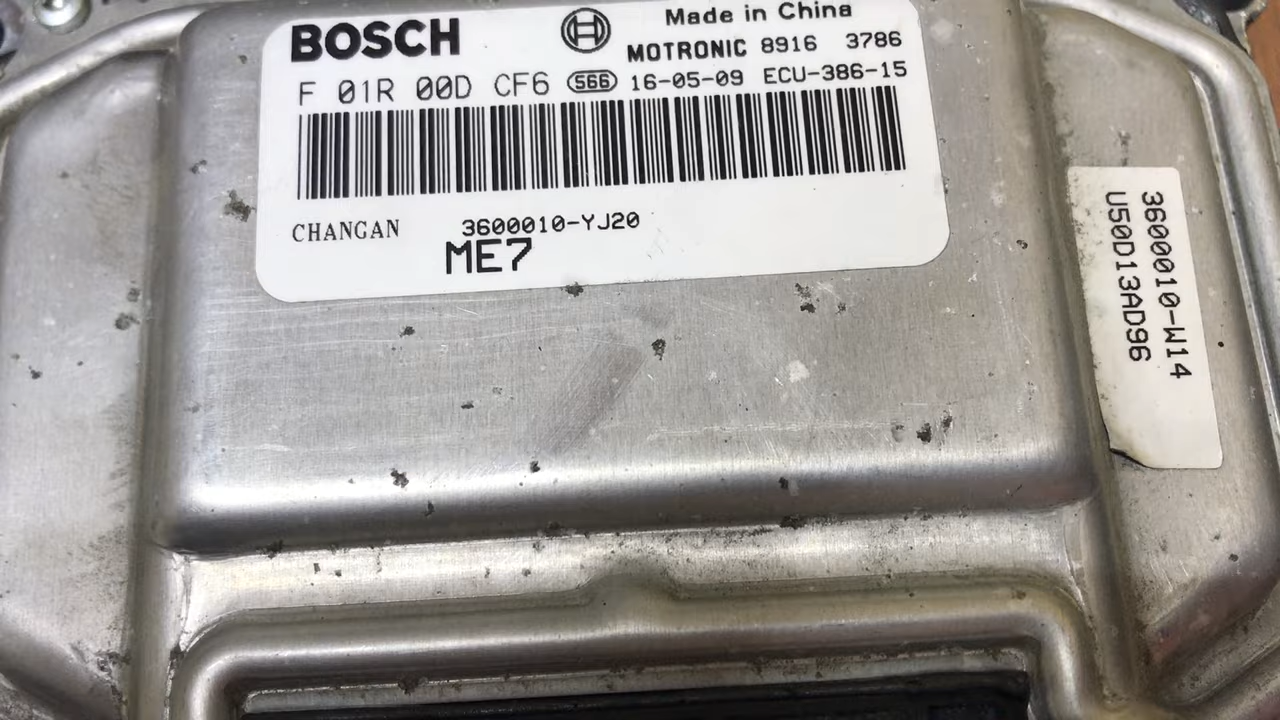 BOSCH
Made in China
MOTRONIC 8916 3786
F 01R 00D CF6 S66 16-05-09 ECU-386-15
CHANGAN 3600010-YJ20
ME7
3600010-W14
U50D13AD96